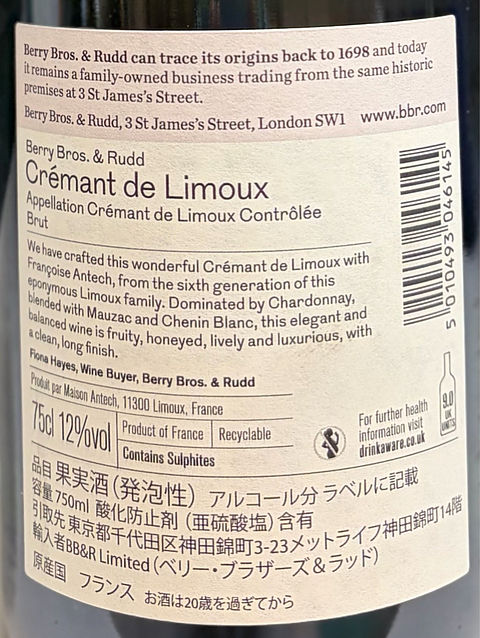 Berry Bros. & Rudd can trace its origins back to 1698 and today
it remains a family-owned business trading from the same historic
premises at 3 St James's Street.
Berry Bros. & Rudd, 3 St James's Street, London SW1 www.bbr.com
Berry Bros. & Rudd
Crémant de Limoux
Appellation Crémant de Limoux Contrôlée
Brut
We have crafted this wonderful Crémant de Limoux with
Françoise Antech, from the sixth generation of this
eponymous Limoux family. Dominated by Chardonnay,
blended with Mauzac and Chenin Blanc, this elegant and
balanced wine is fruity, honeyed, lively and luxurious, with
a clean, long finish.
Fiona Hayes, Wine Buyer, Berry Bros. & Rudd
5 010493 046145
Produit par Maison Antech, 11300 Limoux, France
75cl 12%vol
Product of France Recyclable
Contains Sulphites
For further health
information visit
drinkaware.co.uk
9.0
UK
UNITS
品目 果実酒(発泡性) アルコール分 ラベルに記載
容量 750ml 酸化防止剤(亜硫酸塩)含有
引取先 東京都千代田区神田錦町3-23メットライフ神田錦町14階
輸入者BB&R Limited(ベリー・ブラザーズ&ラッド)
原産国 フランス お酒は20歳を過ぎてから